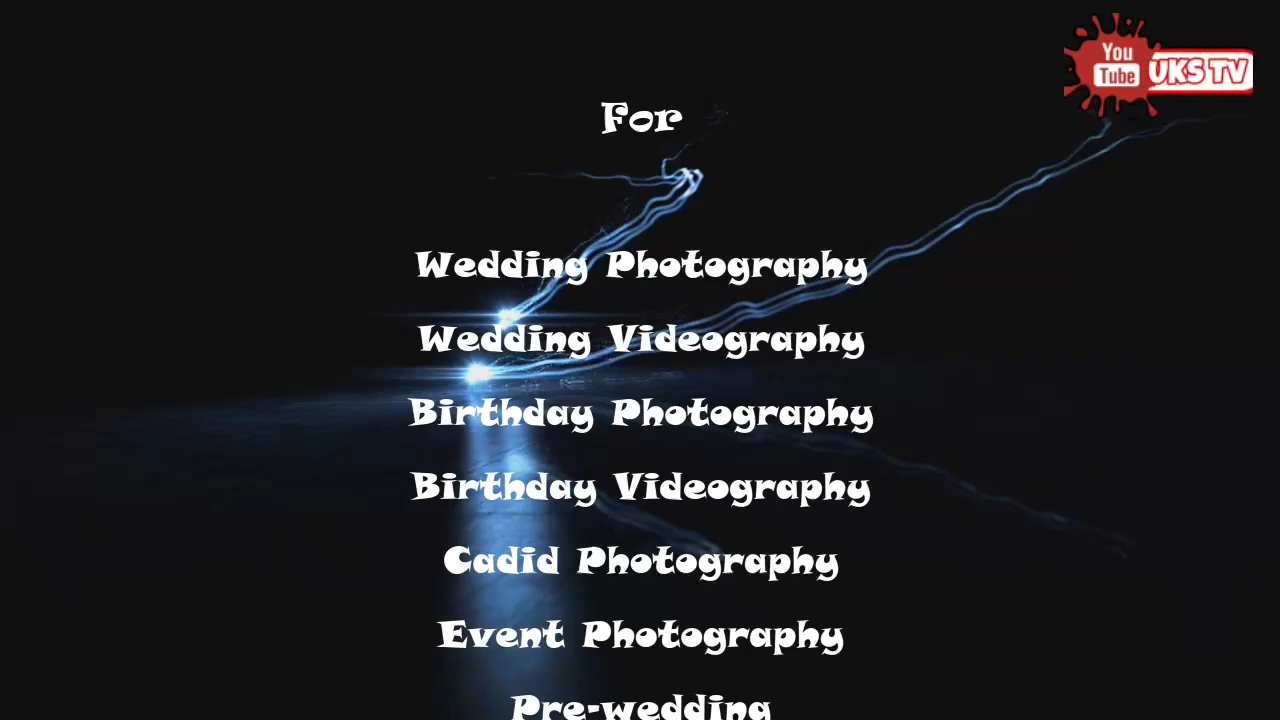 You
Tube
UKS TV
For
Wedding Photography
Wedding Videography
Birthday Photography
Birthday Videography
Cadid Photography
Event Photography
Pre-wedding